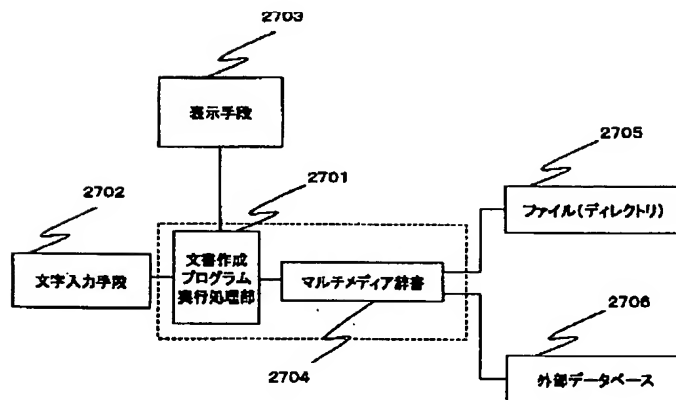 2703
表示手段
2705
2702
2701
ファイル(ディレクトリ)
文書作成
プログラム
実行処理部
文字入力手段
マルチメディア辞書
2706
2704
外部データベース